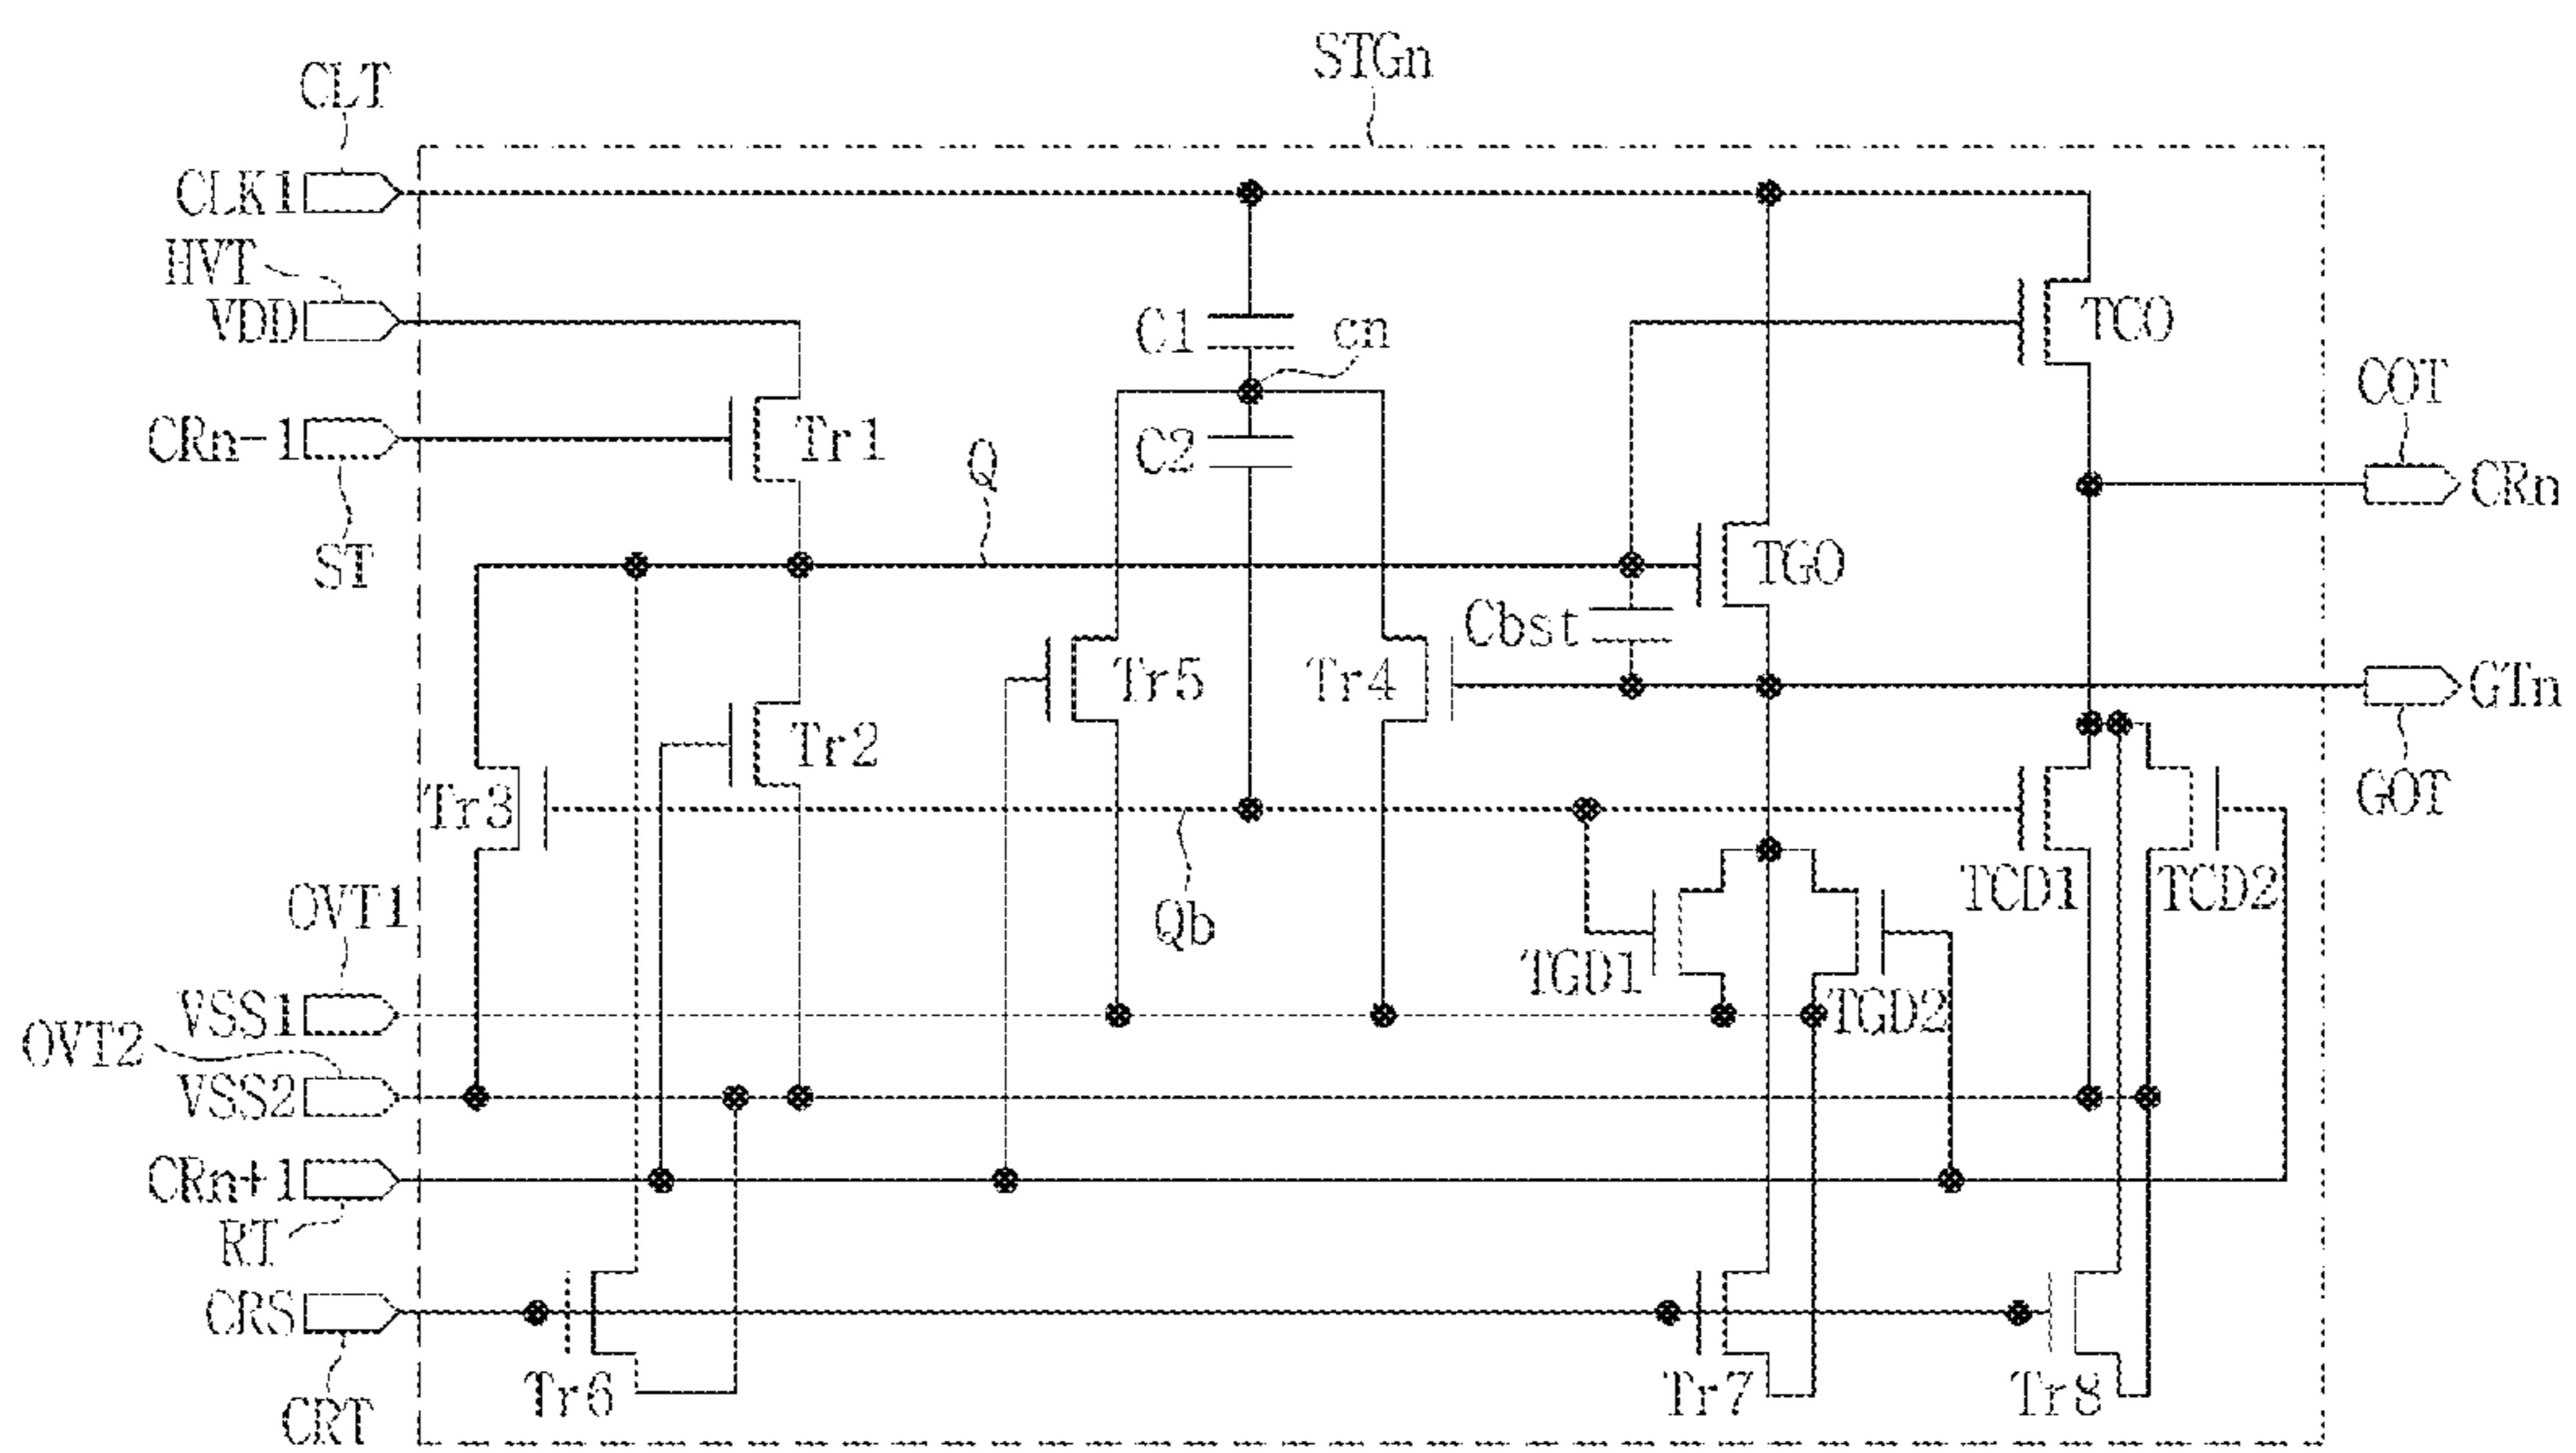 STGn
CLT
CLK1
HVT
VDD
C1
cn
TCO
COT
CRn-1
Tr1
C2
Q
CRn
ST
TGO
Cbst
Tr5
Tr4
GTn
Tr2
Tr3
GOT
TCD1
TCD2
OVT1
Qb
TGD1
VSS1
TGD2
OVT2
VSS2
CRn+1
RT
CRS
Tr6
Tr7
Tr8
CRT